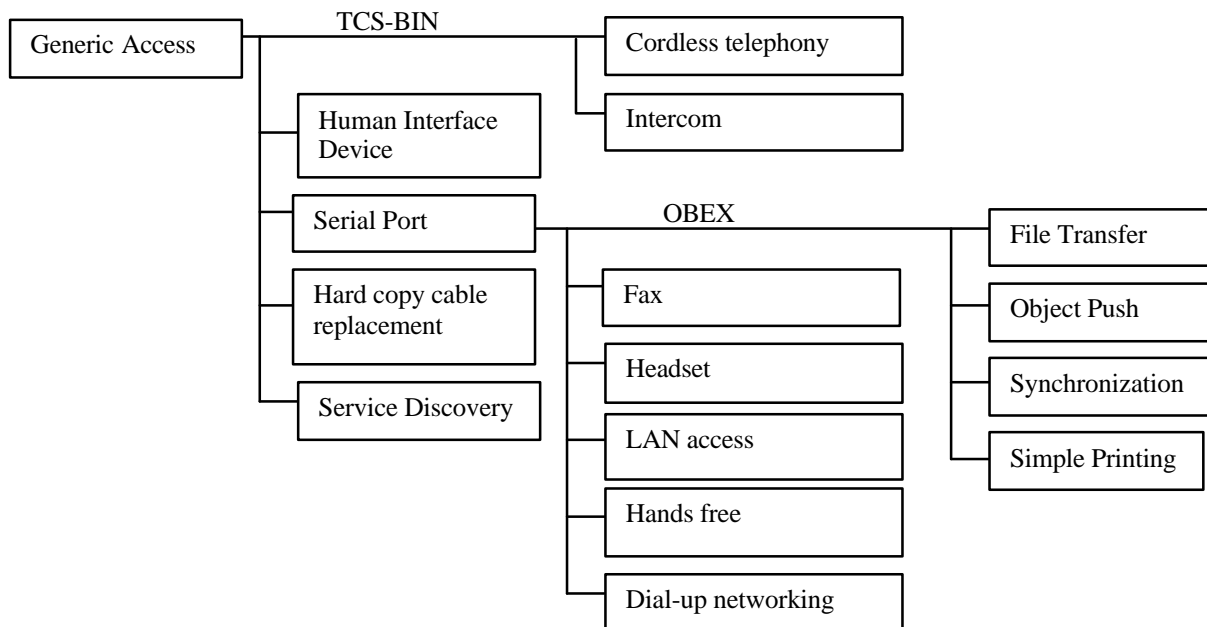 TCS-BIN
Generic Access
Cordless telephony
Intercom
Human Interface
Device
Serial Port
OBEX
File Transfer
Hard copy cable
replacement
Fax
Object Push
Headset
Synchronization
Service Discovery
LAN access
Simple Printing
Hands free
Dial-up networking